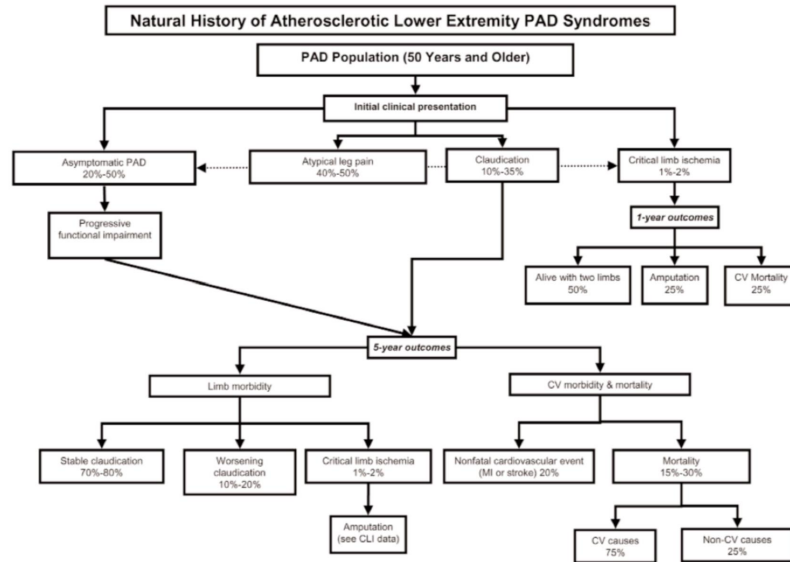 Natural History of Atherosclerotic Lower Extremity PAD Syndromes
PAD Population (50 Years and Older)
Initial clinical presentation
Asymptomatic PAD
20%-50%
Atypical leg pain
40%-50%
Claudication
10%-35%
Critical limb ischemia
1%-2%
Progressive
functional impairment
1-year outcomes
Alive with two limbs
50%
Amputation
25%
CV Mortality
25%
5-year outcomes
Limb morbidity
CV morbidity & mortality
Stable claudication
70%-80%
Worsening
claudication
10%-20%
Critical limb ischemia
1%-2%
Nonfatal cardiovascular event
(MI or stroke) 20%
Mortality
15%-30%
Amputation
(see CLI data)
CV causes
75%
Non-CV causes
25%